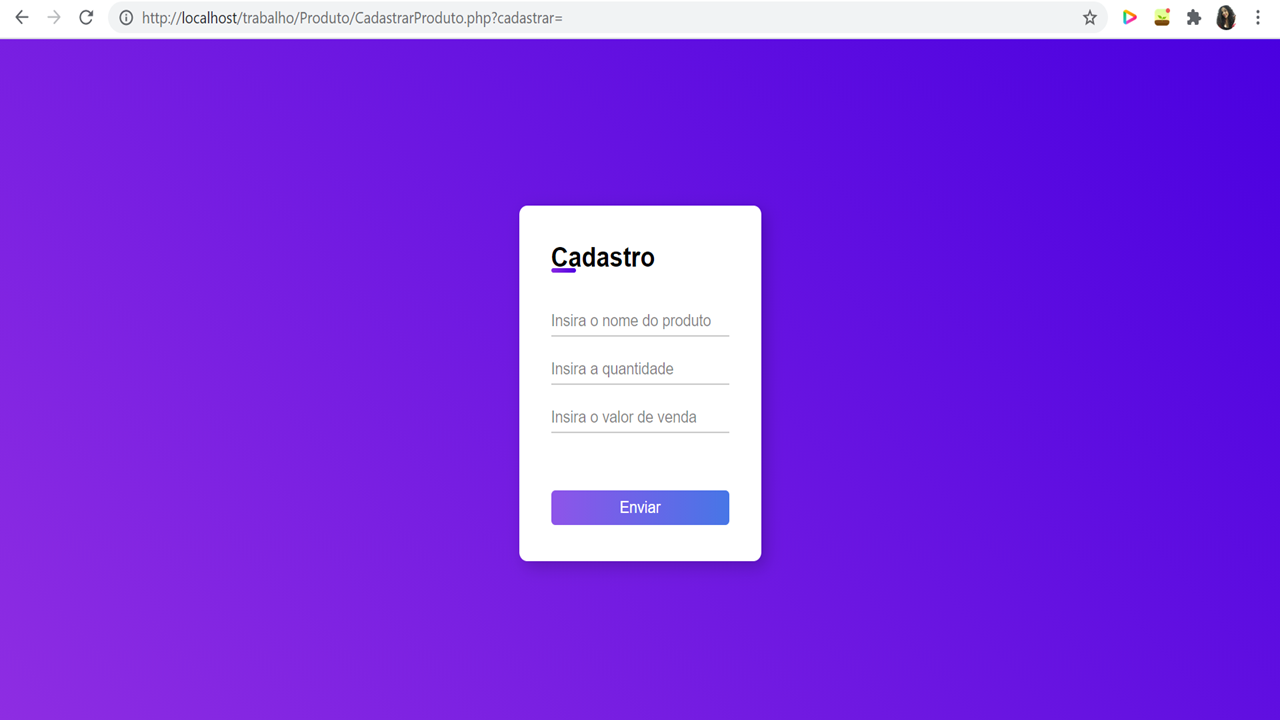 http://localhost/trabalho/Produto/CadastrarProduto.php?cadastrar=
Cadastro
Insira o nome do produto
Insira a quantidade
Insira o valor de venda
Enviar